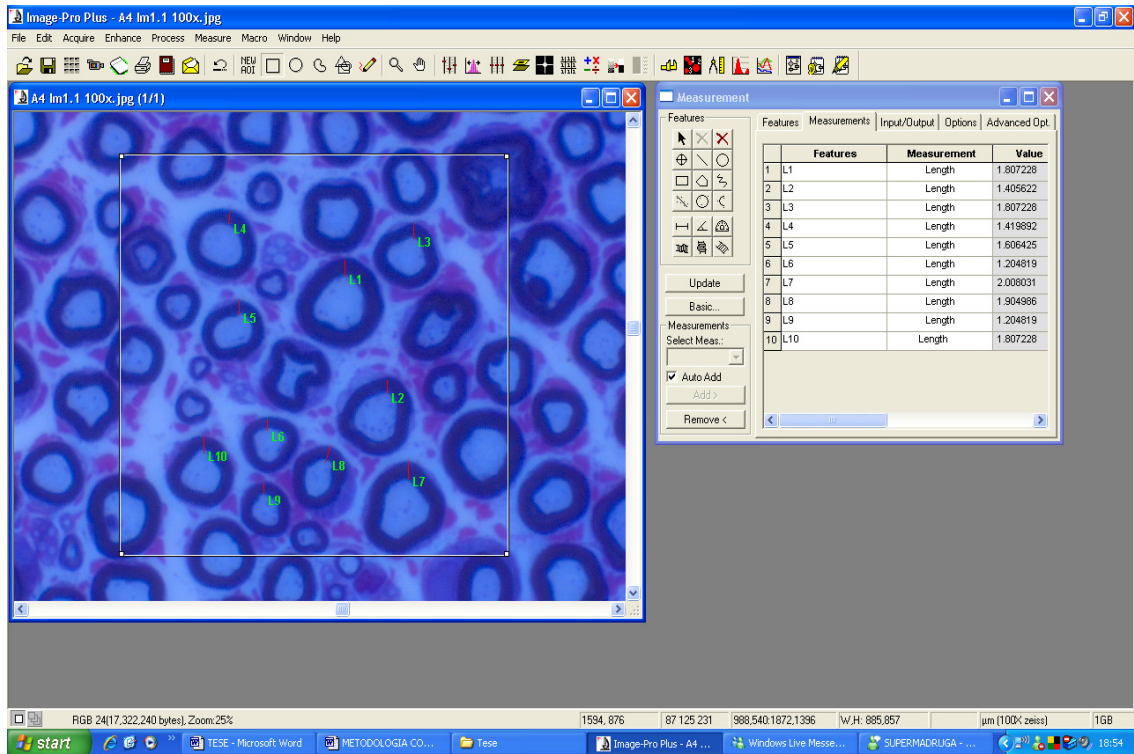 Image-Pro Plus - A4 Im1.1 100x.jpg
File Edit Acquire Enhance Process Measure Macro Window Help
NEW AOI
A4 Im1.1 100x.jpg (1/1)
L4
L3
L1
L5
L2
L6
L10
L8
L7
L9
Measurement
Features
Update
Basic...
Measurements
Select Meas.:
Auto Add
Add >
Remove <
Features Measurements Input/Output Options Advanced Opt.
Features Measurement Value
1 L1 Length 1.807228
2 L2 Length 1.405622
3 L3 Length 1.807228
4 L4 Length 1.419892
5 L5 Length 1.606425
6 L6 Length 1.204819
7 L7 Length 2.008031
8 L8 Length 1.904986
9 L9 Length 1.204819
10 L10 Length 1.807228
RGB 24(17,322,240 bytes), Zoom:25% 1594, 876 87 125 231 988,540:1872,1396 W,H: 885,857 µm (100X zeiss) 1GB
start TESE - Microsoft Word METODOLOGIA CO... Tese Image-Pro Plus - A4 ... Windows Live Messe... SUPERMADRUGA - ... 18:54